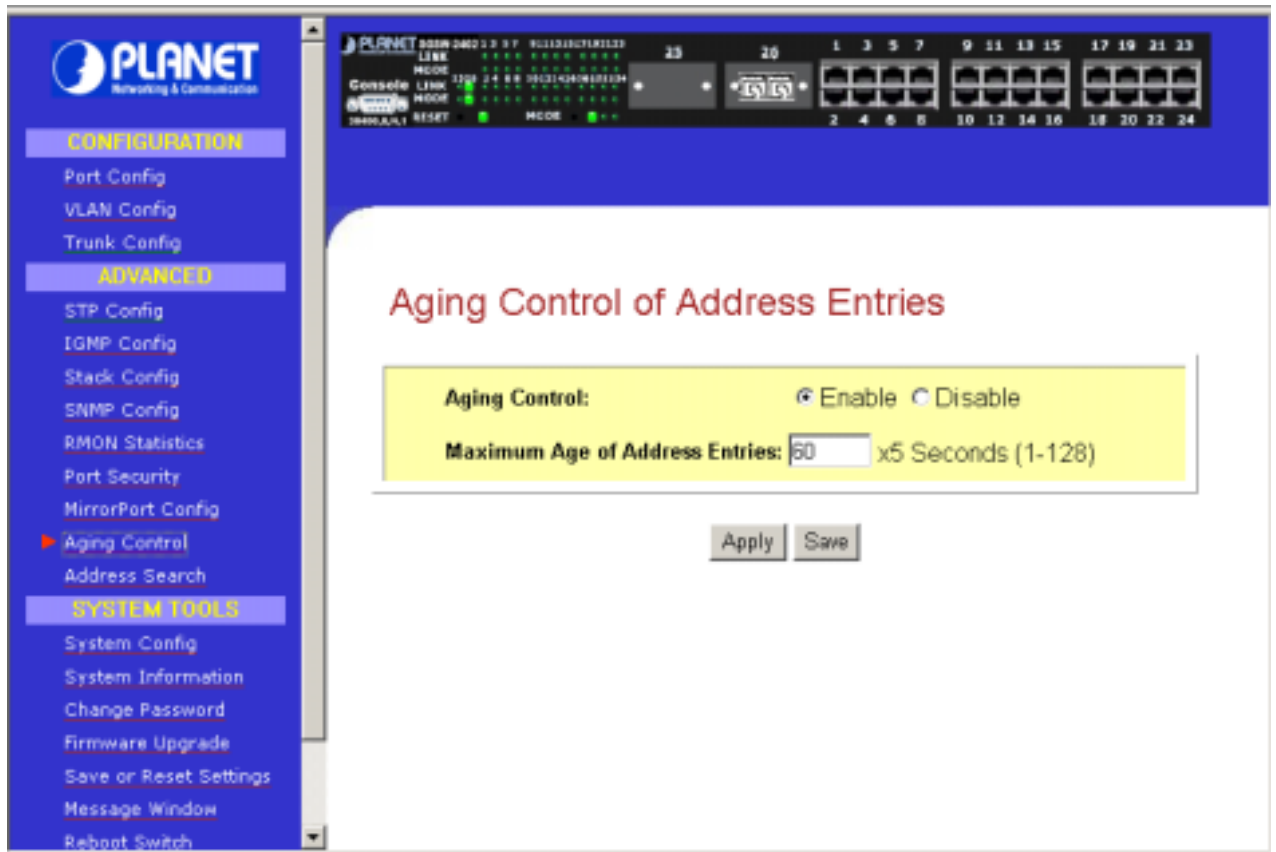 PLANET
Networking & Communication
CONFIGURATION
Port Config
VLAN Config
Trunk Config
ADVANCED
STP Config
IGMP Config
Stack Config
SNMP Config
RMON Statistics
Port Security
MirrorPort Config
Aging Control
Address Search
SYSTEM TOOLS
System Config
System Information
Change Password
Firmware Upgrade
Save or Reset Settings
Message Window
Reboot Switch
PLANET
LINK
MODE
Console LINK
MODE
RESET MODE
25 26
1 3 5 7 9 11 13 15 17 19 21 23
2 4 6 8 10 12 14 16 18 20 22 24
Aging Control of Address Entries
Aging Control: Enable Disable
Maximum Age of Address Entries: 60 x5 Seconds (1-128)
Apply Save